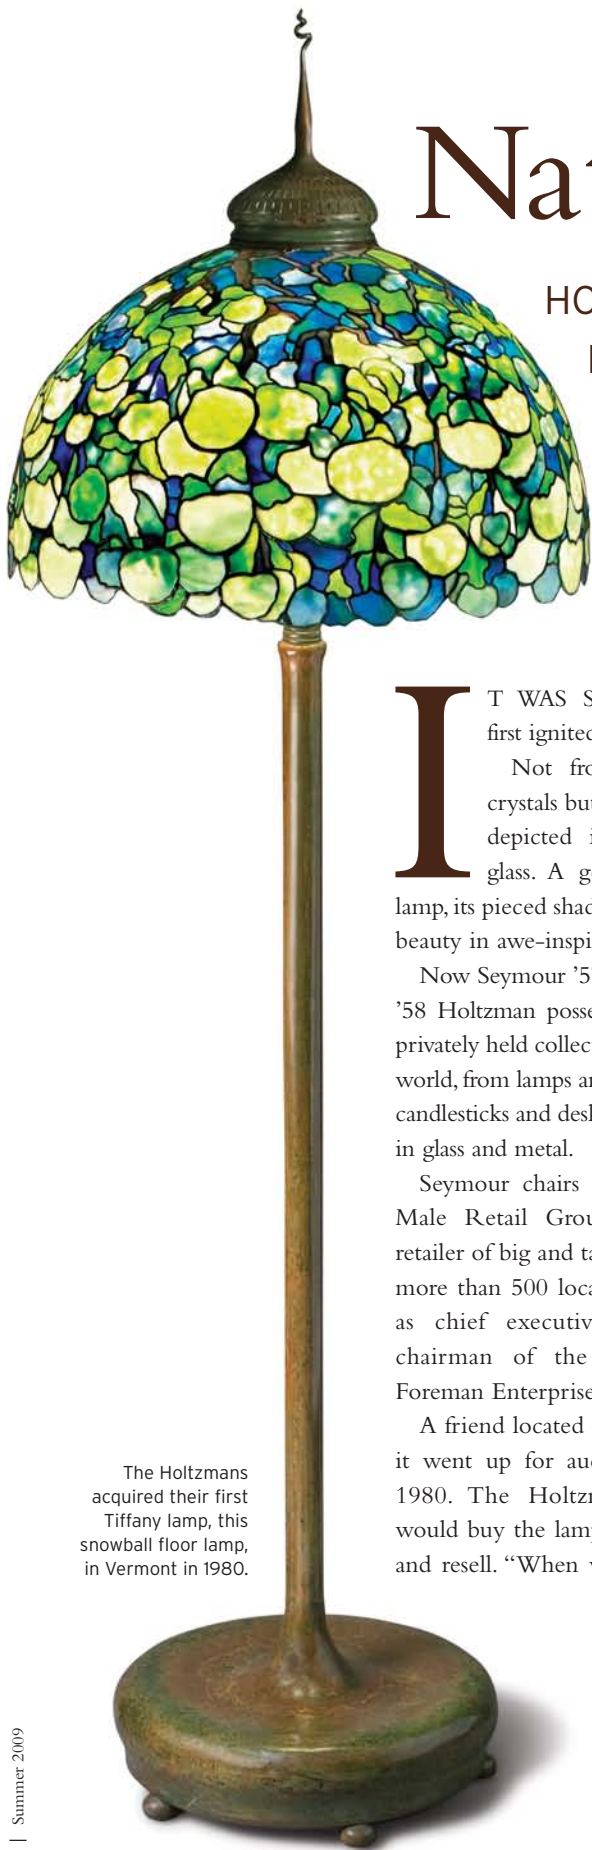 Nat
HO
IT WAS S
first ignited
Not fro
crystals but
depicted i
glass. A g
lamp, its pieced shad
beauty in awe-inspi
Now Seymour ’5
’58 Holtzman posse
privately held collec
world, from lamps an
candlesticks and desk
in glass and metal.
Seymour chairs
Male Retail Grou
retailer of big and ta
more than 500 loca
as chief executiv
chairman of the
Foreman Enterprise
A friend located
it went up for auc
1980. The Holtzm
would buy the lamp
and resell. “When w
The Holtzmans
acquired their first
Tiffany lamp, this
snowball floor lamp,
in Vermont in 1980.
| Summer 2009